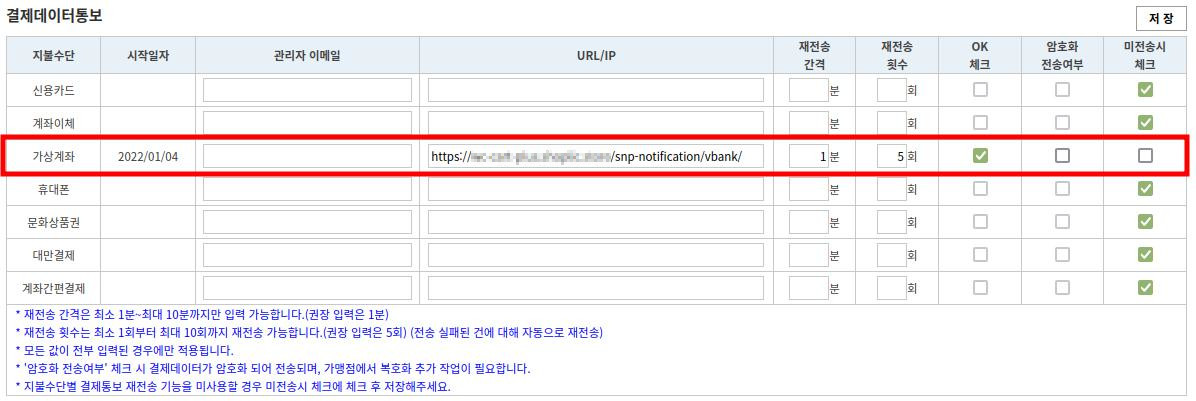 결제데이터통보
저 장
지불수단 시작일자 관리자 이메일 URL/IP 재전송 간격 재전송 횟수 OK 체크 암호화 전송여부 미전송시 체크
신용카드 분 회
계좌이체 분 회
가상계좌 2022/01/04 https:// /snp-notification/vbank/ 1 분 5 회
휴대폰 분 회
문화상품권 분 회
대만결제 분 회
계좌간편결제 분 회
* 재전송 간격은 최소 1분~최대 10분까지만 입력 가능합니다.(권장 입력은 1분)
* 재전송 횟수는 최소 1회부터 최대 10회까지 재전송 가능합니다.(권장 입력은 5회) (전송 실패된 건에 대해 자동으로 재전송)
* 모든 값이 전부 입력된 경우에만 적용됩니다.
* '암호화 전송여부' 체크 시 결제데이터가 암호화 되어 전송되며, 가맹점에서 복호화 추가 작업이 필요합니다.
* 지불수단별 결제통보 재전송 기능을 미사용할 경우 미전송시 체크에 체크 후 저장해주세요.